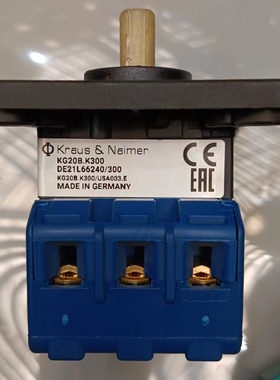 Kraus & Naimer
KG20B.K300
DE21L66240/300
KG20B.K300/USA003.E
MADE IN GERMANY
CE
EAC